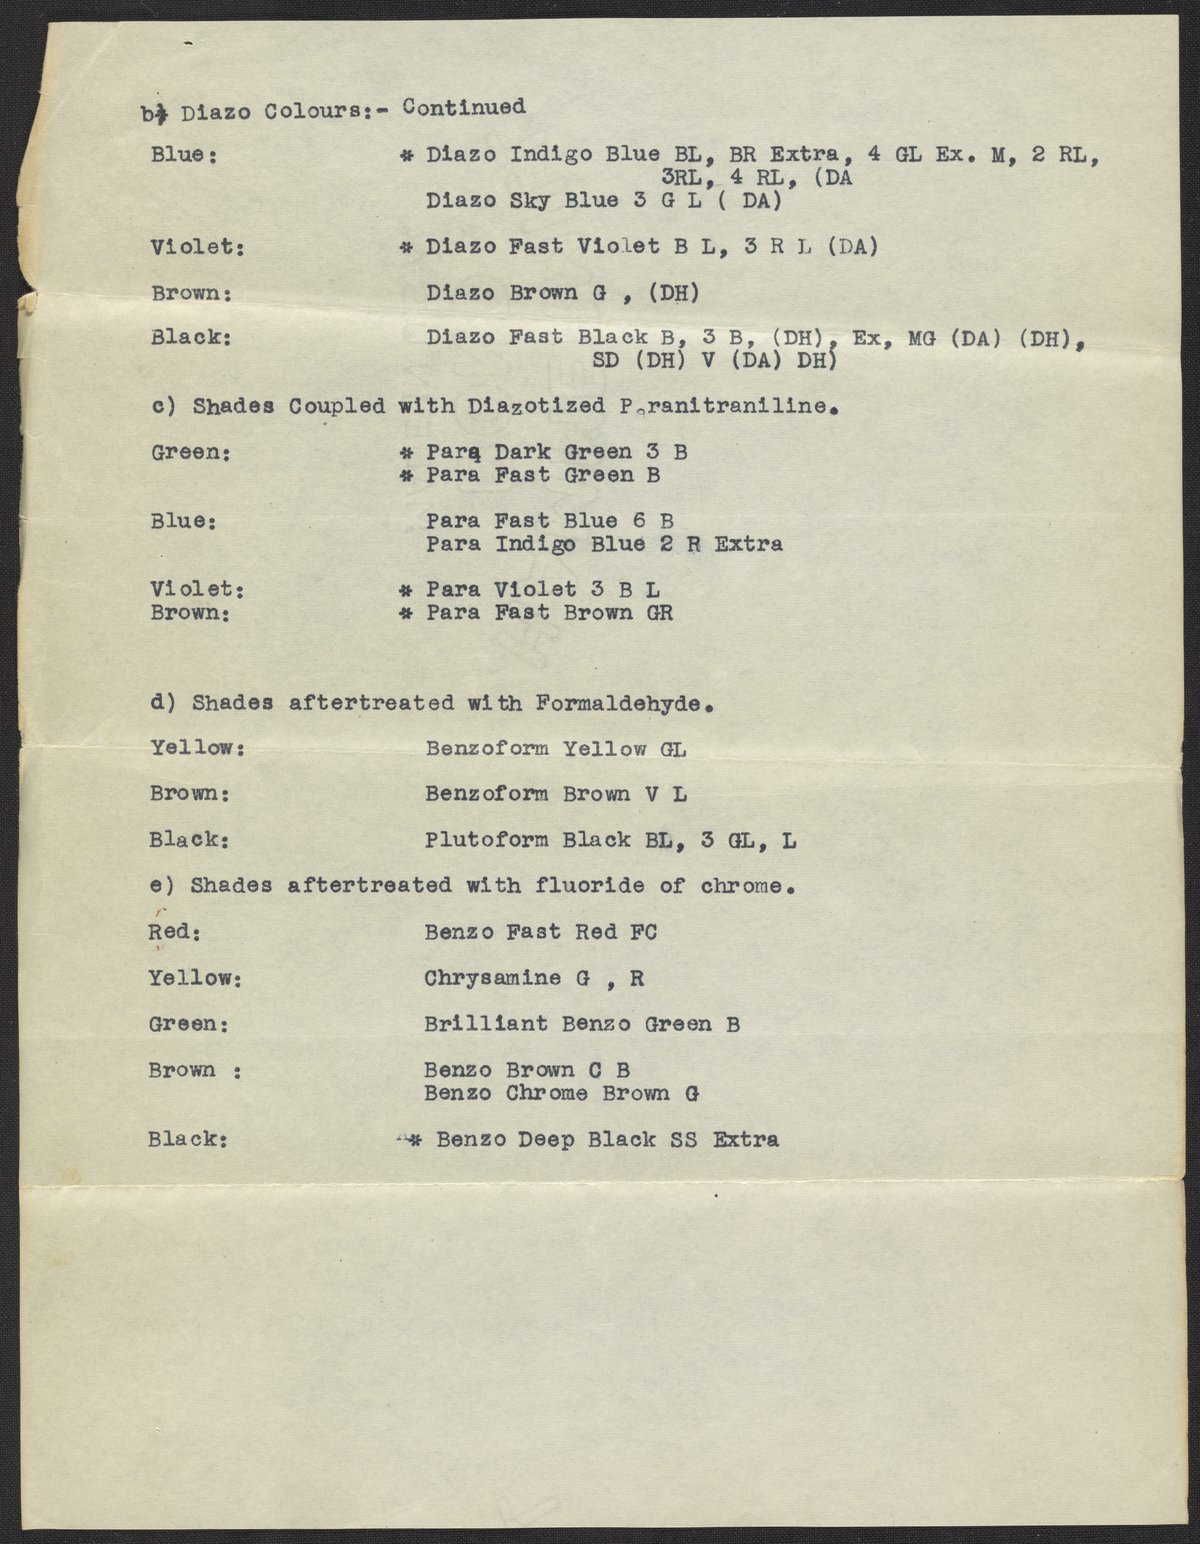 b) Diazo Colours:- Continued
Blue: * Diazo Indigo Blue BL, BR Extra, 4 GL Ex. M, 2 RL,
3RL, 4 RL, (DA
Diazo Sky Blue 3 G L ( DA)
Violet: * Diazo Fast Violet B L, 3 R L (DA)
Brown: Diazo Brown G , (DH)
Black: Diazo Fast Black B, 3 B, (DH), Ex, MG (DA) (DH),
SD (DH) V (DA) DH)
c) Shades Coupled with Diazotized Paranitraniline.
Green: * Para Dark Green 3 B
* Para Fast Green B
Blue: Para Fast Blue 6 B
Para Indigo Blue 2 R Extra
Violet: * Para Violet 3 B L
Brown: * Para Fast Brown GR
d) Shades aftertreated with Formaldehyde.
Yellow: Benzoform Yellow GL
Brown: Benzoform Brown V L
Black: Plutoform Black BL, 3 GL, L
e) Shades aftertreated with fluoride of chrome.
Red: Benzo Fast Red FC
Yellow: Chrysamine G , R
Green: Brilliant Benzo Green B
Brown : Benzo Brown C B
Benzo Chrome Brown G
Black: * Benzo Deep Black SS Extra